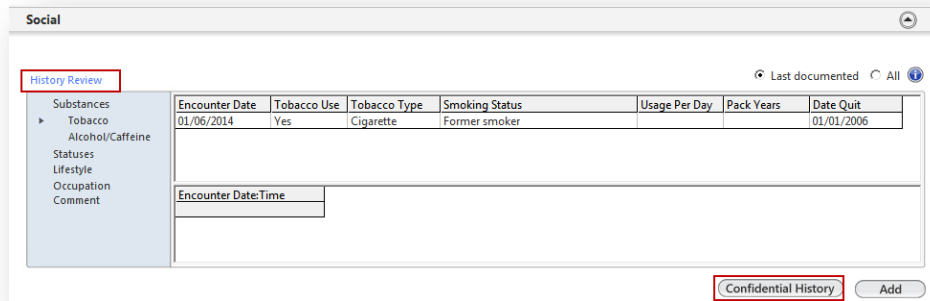 Social
History Review
Last documented All
Substances
Tobacco
Alcohol/Caffeine
Statuses
Lifestyle
Occupation
Comment
Encounter Date Tobacco Use Tobacco Type Smoking Status Usage Per Day Pack Years Date Quit
01/06/2014 Yes Cigarette Former smoker 01/01/2006
Encounter Date:Time
Confidential History Add